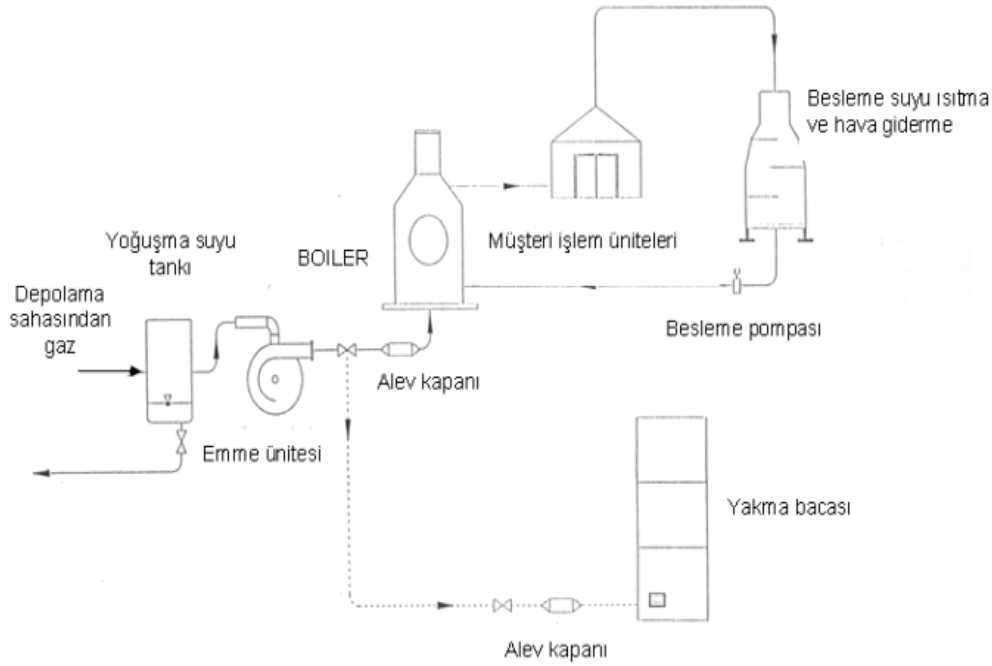 Besleme suyu ısıtma
ve hava giderme
Yoğuşma suyu
tankı
BOILER
Müşteri işlem üniteleri
Depolama
sahasından
gaz
Besleme pompası
Alev kapanı
Emme ünitesi
Yakma bacası
Alev kapanı